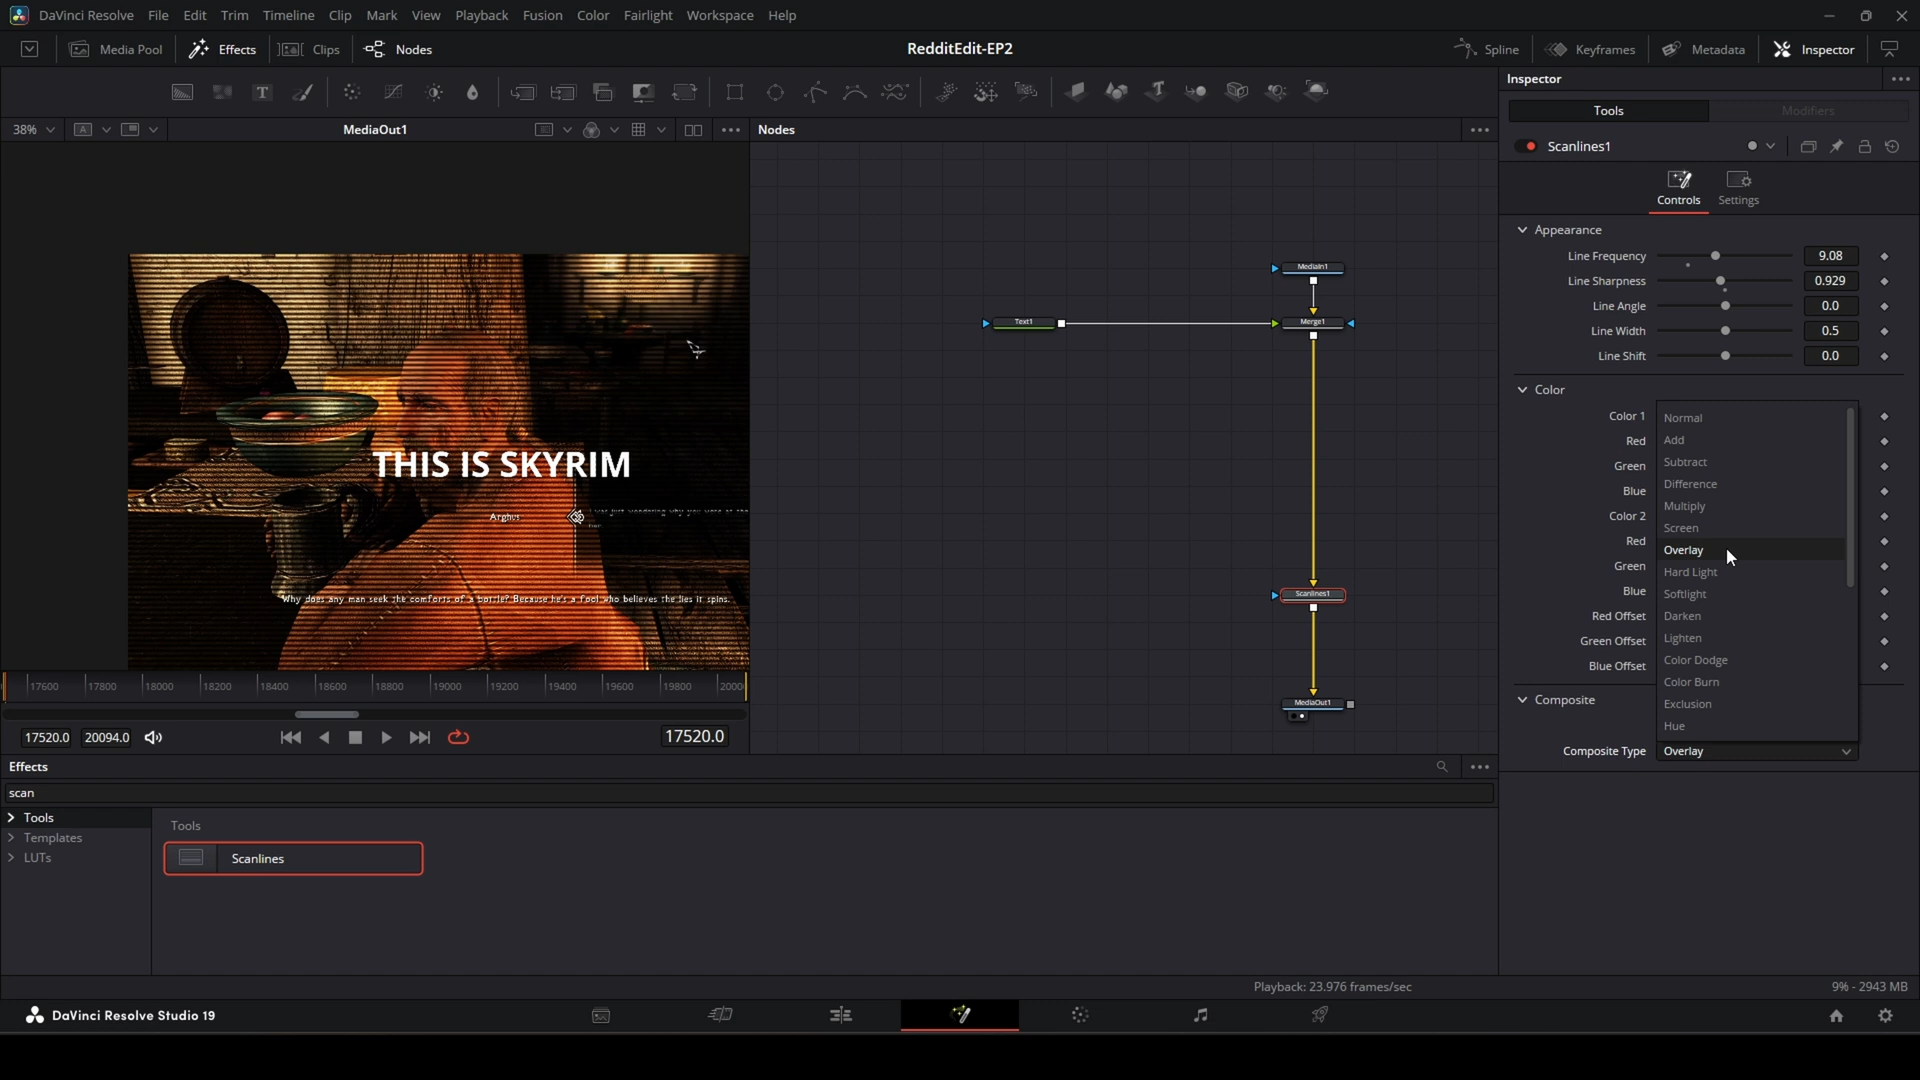 DaVinci Resolve File Edit Trim Timeline Clip Mark View Playback Fusion Color Fairlight Workspace Help
Media Pool Effects Clips Nodes RedditEdit-EP2 Spline Keyframes Metadata Inspector
Inspector
T T
Tools Modifiers
38% A MediaOut1 Nodes
Scanlines1
Controls Settings
Appearance
Line Frequency 9.08
Line Sharpness 0.929
Line Angle 0.0
Line Width 0.5
Line Shift 0.0
MediaIn1
Text1 Merge1
Color
Color 1 Normal
Red Add
Green Subtract
Blue Difference
Color 2 Multiply
Screen
Red Overlay
Green Hard Light
Blue Softlight
Red Offset Darken
Green Offset Lighten
Blue Offset Color Dodge
Color Burn
Composite Exclusion
Hue
Composite Type Overlay
THIS IS SKYRIM
Arghus
Why does any man seek the comforts of a bottle? Because he's a fool who believes the lies it spins.
Scanlines1
MediaOut1
17600 17800 18000 18200 18400 18600 18800 19000 19200 19400 19600 19800 2000
17520.0 20094.0 17520.0
Effects
scan
Tools Tools
Templates
LUTs
Scanlines
Playback: 23.976 frames/sec 9% - 2943 MB
DaVinci Resolve Studio 19